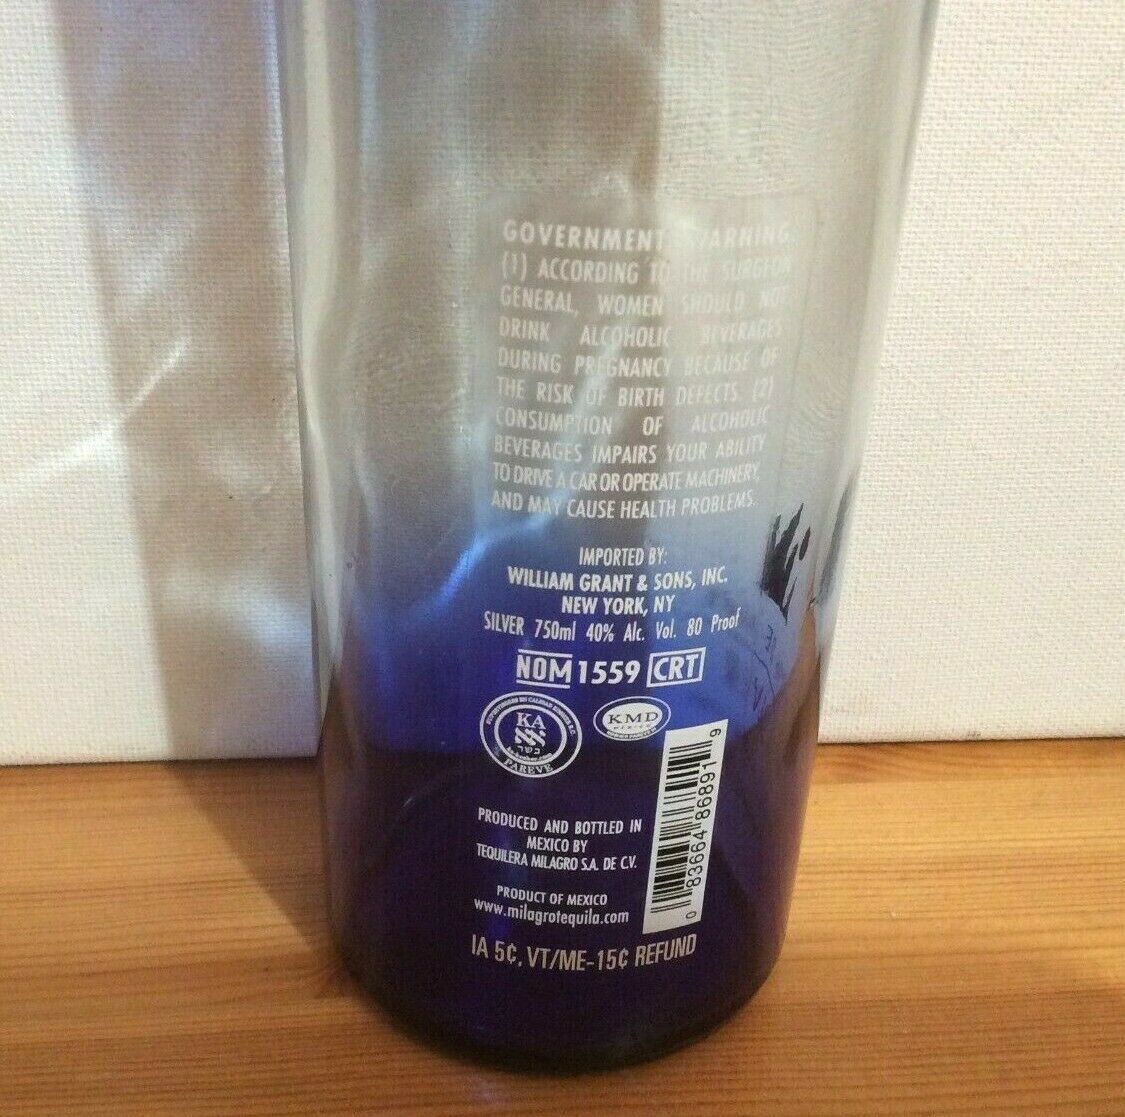 GOVERNMENT WARNING
(1) ACCORDING TO THE SURGEON
GENERAL, WOMEN SHOULD NOT
DRINK ALCOHOLIC BEVERAGES
DURING PREGNANCY BECAUSE OF
THE RISK OF BIRTH DEFECTS. (2)
CONSUMPTION OF ALCOHOLIC
BEVERAGES IMPAIRS YOUR ABILITY
TO DRIVE A CAR OR OPERATE MACHINERY,
AND MAY CAUSE HEALTH PROBLEMS.
IMPORTED BY:
WILLIAM GRANT & SONS, INC.
NEW YORK, NY
SILVER 750ml 40% Alc. Vol. 80 Proof
NOM 1559 CRT
KA
כשר
PAREVE
KMD
MEXICO
0 83664 86891 9
PRODUCED AND BOTTLED IN
MEXICO BY
TEQUILERA MILAGRO S.A. DE C.V.
PRODUCT OF MEXICO
www.milagrotequila.com
IA 5¢, VT/ME-15¢ REFUND